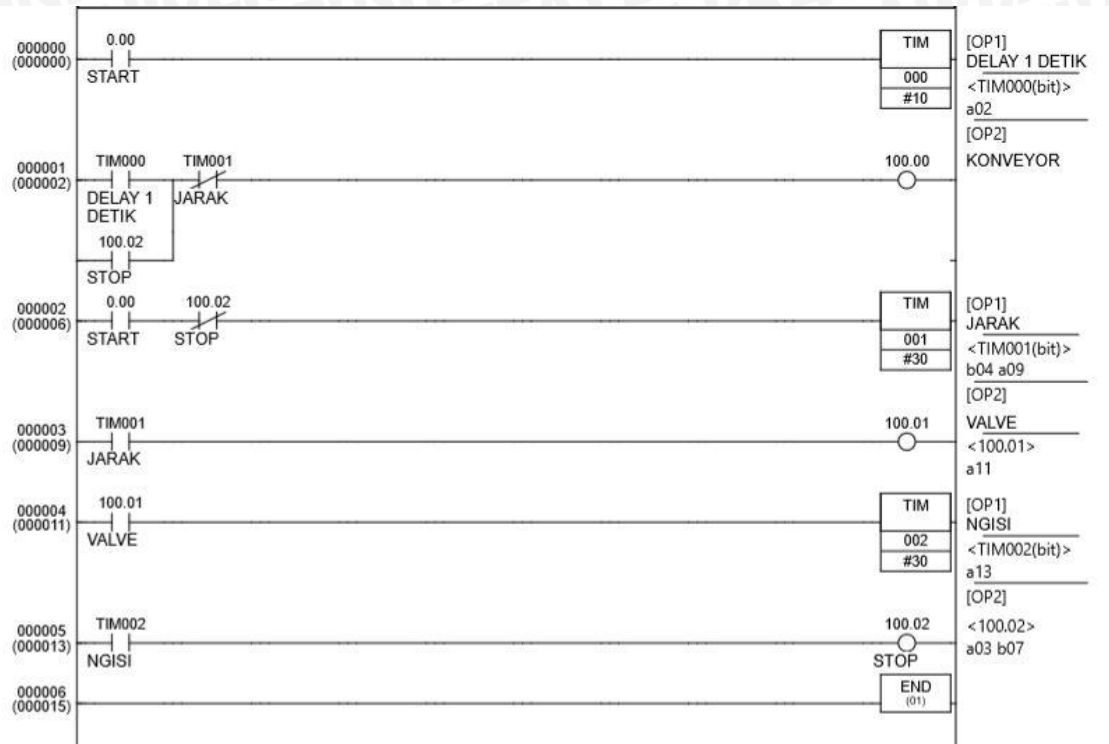 0.00
000000
(000000)
START
TIM
000
#10
[OP1]
DELAY 1 DETIK
<TIM000(bit)>
a02
[OP2]
TIM000 TIM001
000001
(000002)
DELAY 1
DETIK
JARAK
100.02
STOP
100.00
KONVEYOR
0.00 100.02
000002
(000006)
START STOP
TIM
001
#30
[OP1]
JARAK
<TIM001(bit)>
b04 a09
[OP2]
TIM001
000003
(000009)
JARAK
100.01
VALVE
<100.01>
a11
100.01
000004
(000011)
VALVE
TIM
002
#30
[OP1]
NGISI
<TIM002(bit)>
a13
[OP2]
TIM002
000005
(000013)
NGISI
100.02
STOP
<100.02>
a03 b07
000006
(000015)
END
(01)